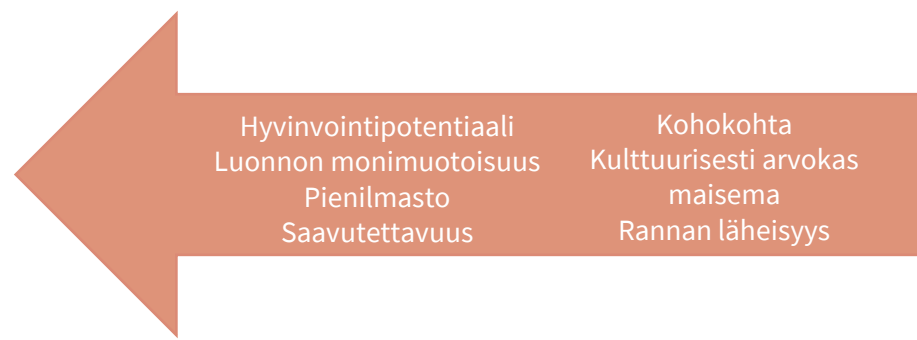 Hyvinvointipotentiaali
Luonnon monimuotoisuus
Pienilmasto
Saavutettavuus
Kohokohta
Kulttuurisesti arvokas
maisema
Rannan läheisyys